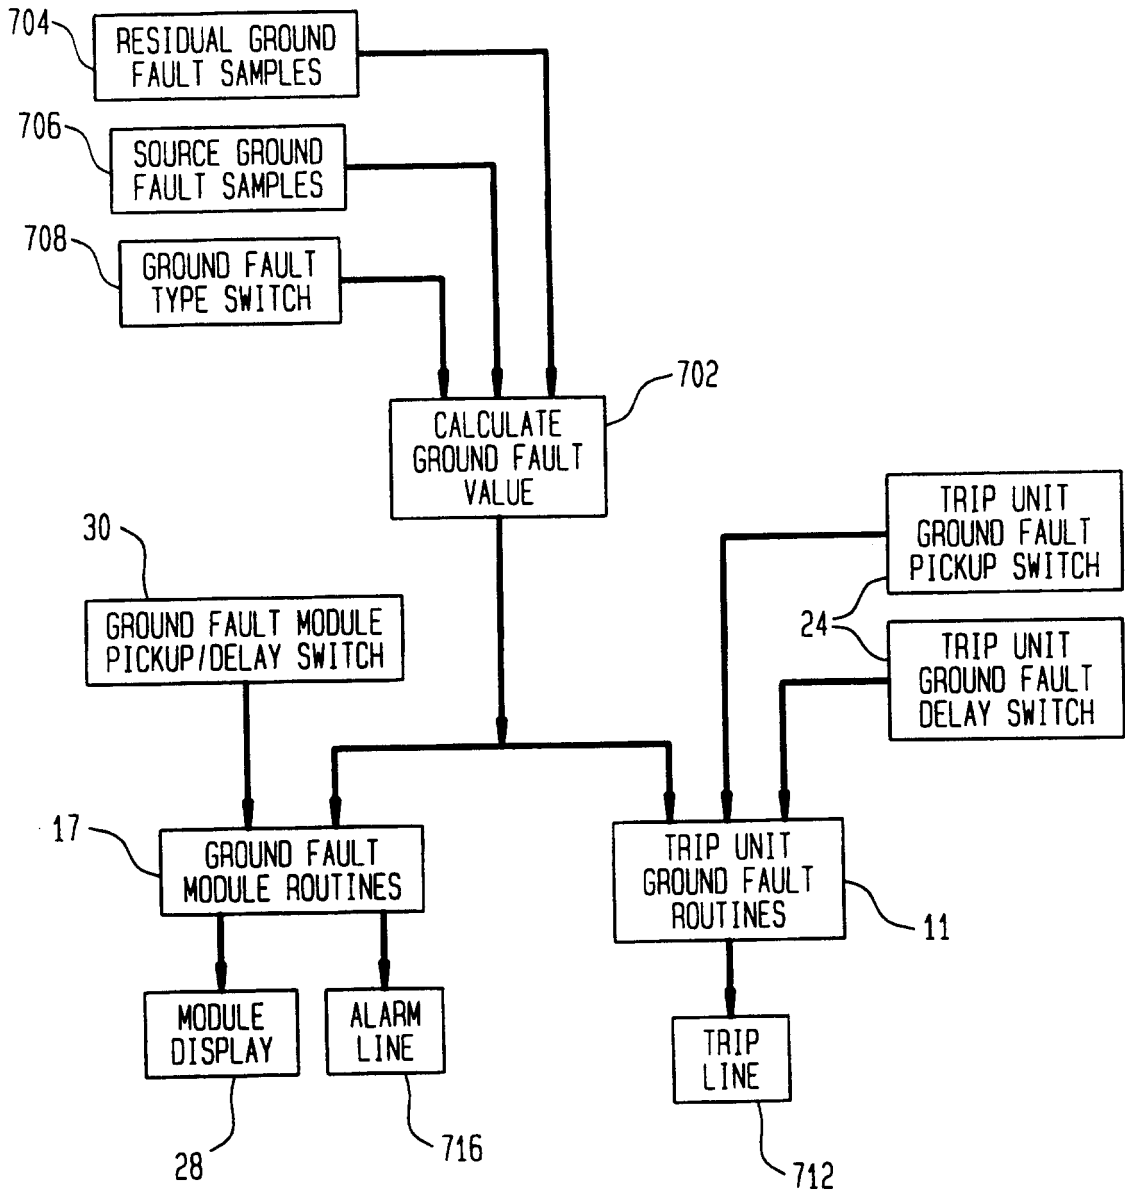 704
RESIDUAL GROUND
FAULT SAMPLES
706
SOURCE GROUND
FAULT SAMPLES
708
GROUND FAULT
TYPE SWITCH
702
CALCULATE
GROUND FAULT
VALUE
TRIP UNIT
GROUND FAULT
PICKUP SWITCH
30
24
GROUND FAULT MODULE
PICKUP/DELAY SWITCH
TRIP UNIT
GROUND FAULT
DELAY SWITCH
17
GROUND FAULT
MODULE ROUTINES
TRIP UNIT
GROUND FAULT
ROUTINES
11
MODULE
DISPLAY
ALARM
LINE
TRIP
LINE
28
716
712